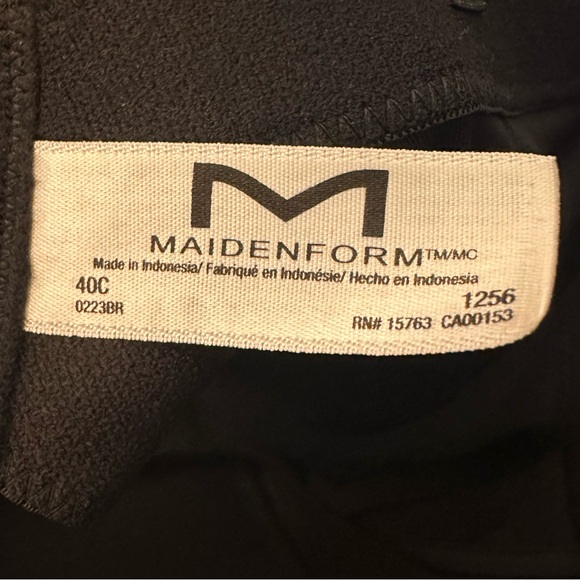 M
MAIDENFORM™/MC
Made in Indonesia/ Fabriqué en Indonésie/ Hecho en Indonesia
40C 1256
0223BR RN# 15763 CA00153